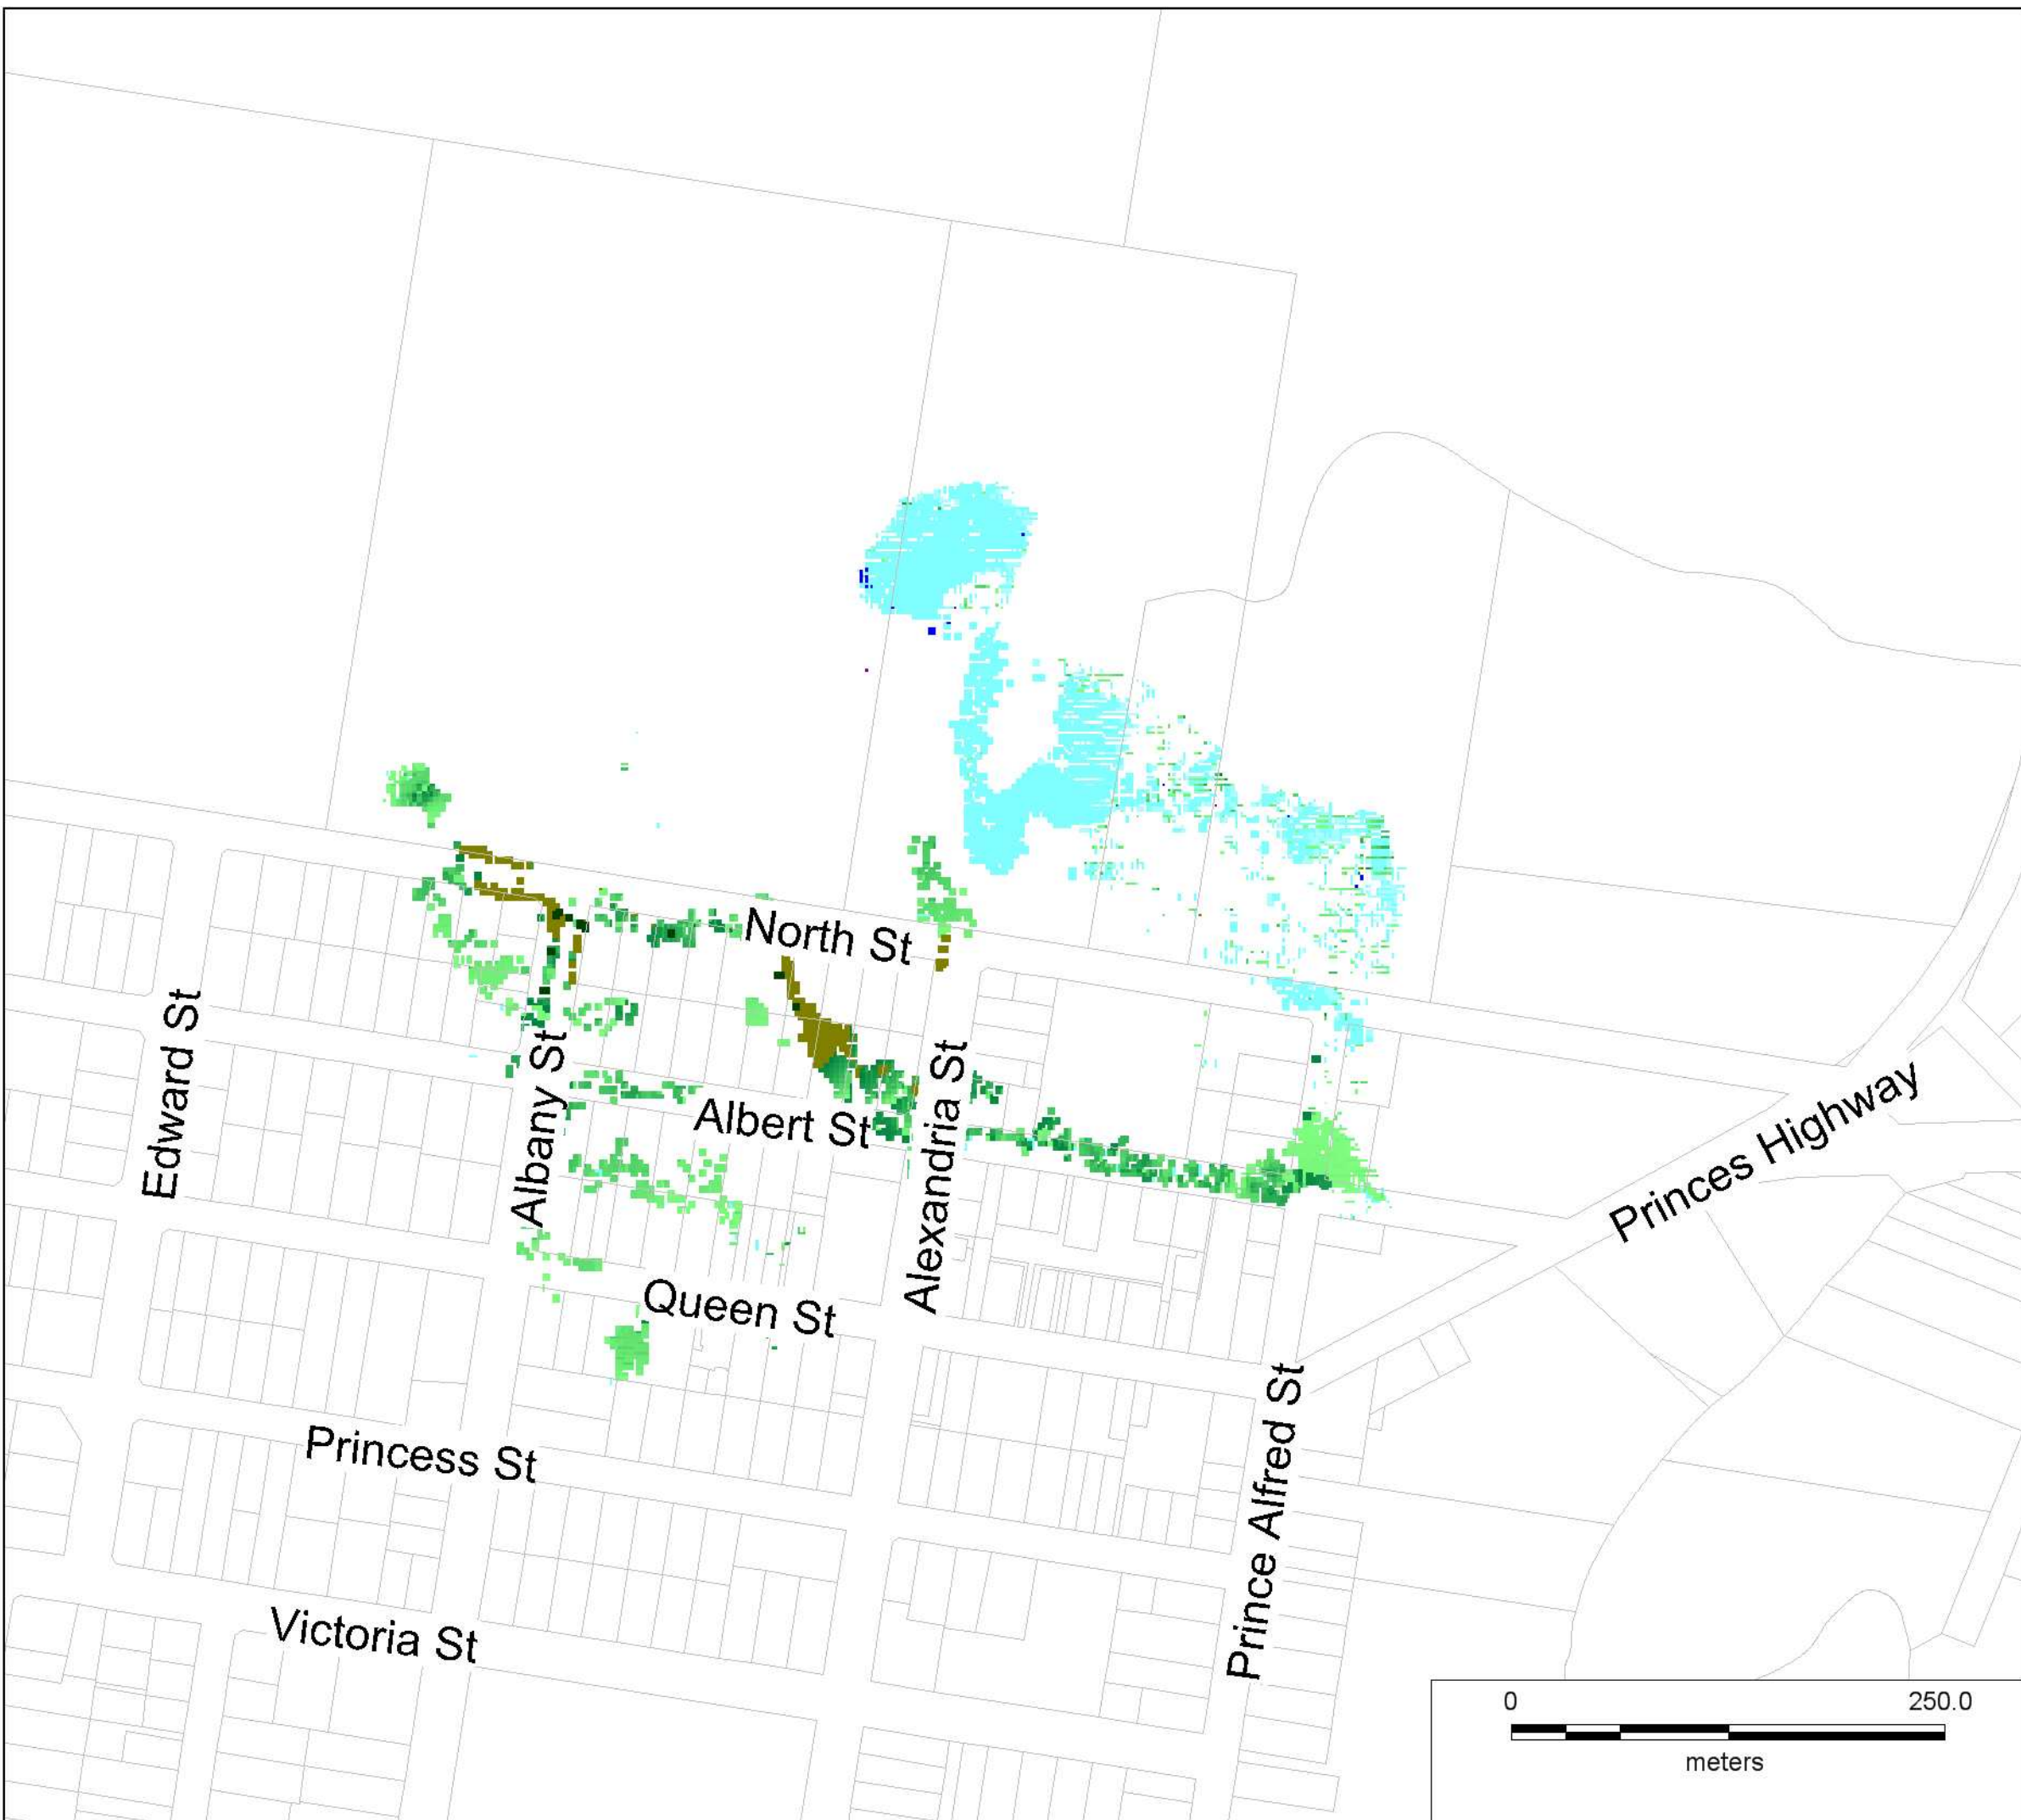 North St
Edward St
Albany St
Albert St
Alexandria St
Princes Highway
Queen St
Princess St
Prince Alfred St
Victoria St
0 250.0
meters